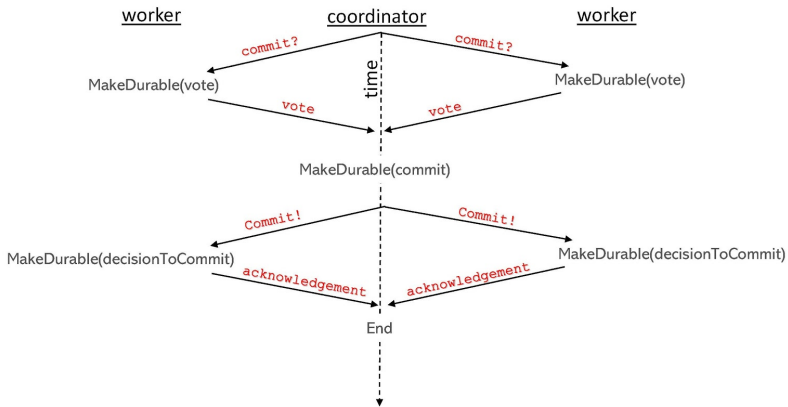 worker
coordinator
worker
commit?
commit?
time
MakeDurable(vote)
MakeDurable(vote)
vote
vote
MakeDurable(commit)
Commit!
Commit!
MakeDurable(decisionToCommit)
MakeDurable(decisionToCommit)
acknowledgement
acknowledgement
End